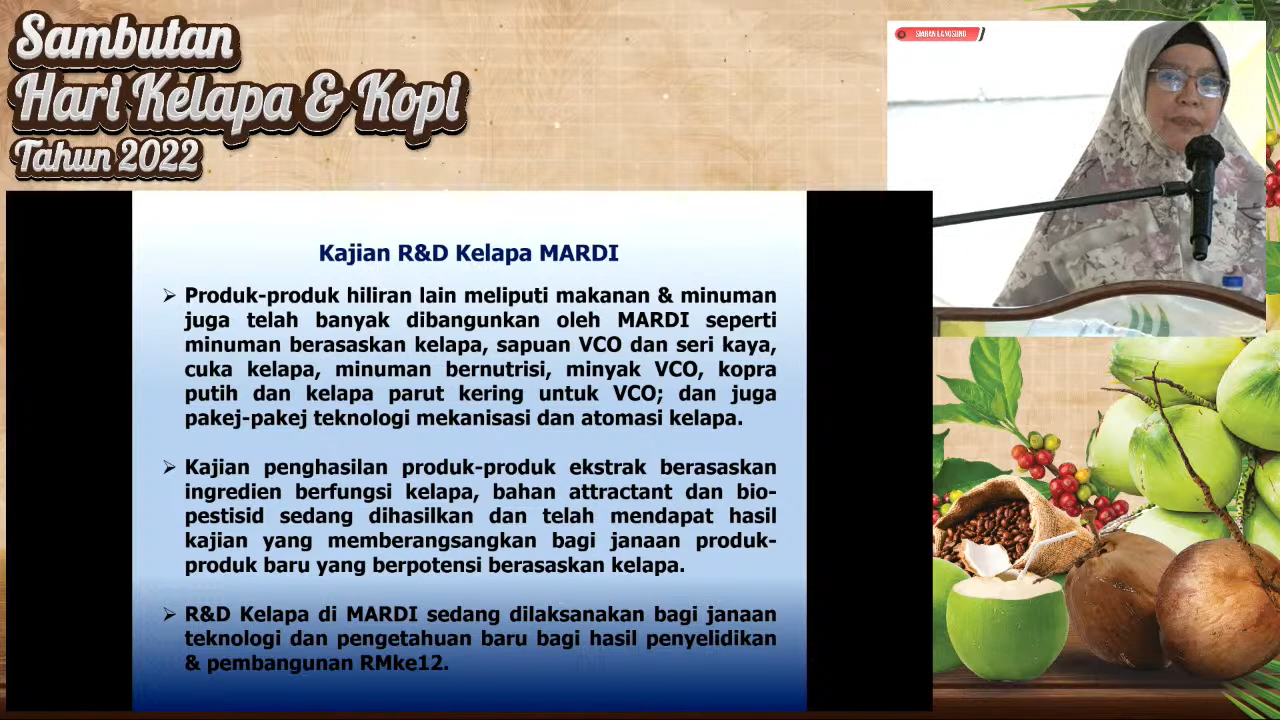 Sambutan
Hari Kelapa & Kopi
Tahun 2022
SIARAN LANGSUNG
Kajian R&D Kelapa MARDI
Produk-produk hiliran lain meliputi makanan & minuman
juga telah banyak dibangunkan oleh MARDI seperti
minuman berasaskan kelapa, sapuan VCO dan seri kaya,
cuka kelapa, minuman bernutrisi, minyak VCO, kopra
putih dan kelapa parut kering untuk VCO; dan juga
pakej-pakej teknologi mekanisasi dan atomasi kelapa.
Kajian penghasilan produk-produk ekstrak berasaskan
ingredien berfungsi kelapa, bahan attractant dan bio-
pestisid sedang dihasilkan dan telah mendapat hasil
kajian yang memberangsangkan bagi janaan produk-
produk baru yang berpotensi berasaskan kelapa.
R&D Kelapa di MARDI sedang dilaksanakan bagi janaan
teknologi dan pengetahuan baru bagi hasil penyelidikan
& pembangunan RMke12.